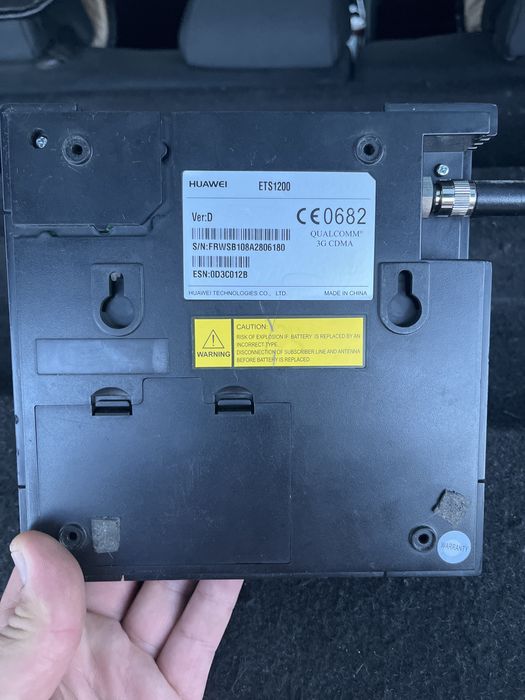 HUAWEI ETS1200
Ver:D
CE0682
S/N:FRWSB108A2806180
QUALCOMM®
3G CDMA
ESN:0D3C012B
HUAWEI TECHNOLOGIES CO., LTD MADE IN CHINA
CAUTION:
RISK OF EXPLOSION IF BATTERY IS REPLACED BY AN
INCORRECT TYPE.
DISCONNECTION OF SUBSCRIBER LINE AND ANTENNA
BEFORE BATTERY IS REPLACED.
WARNING
WARRANTY